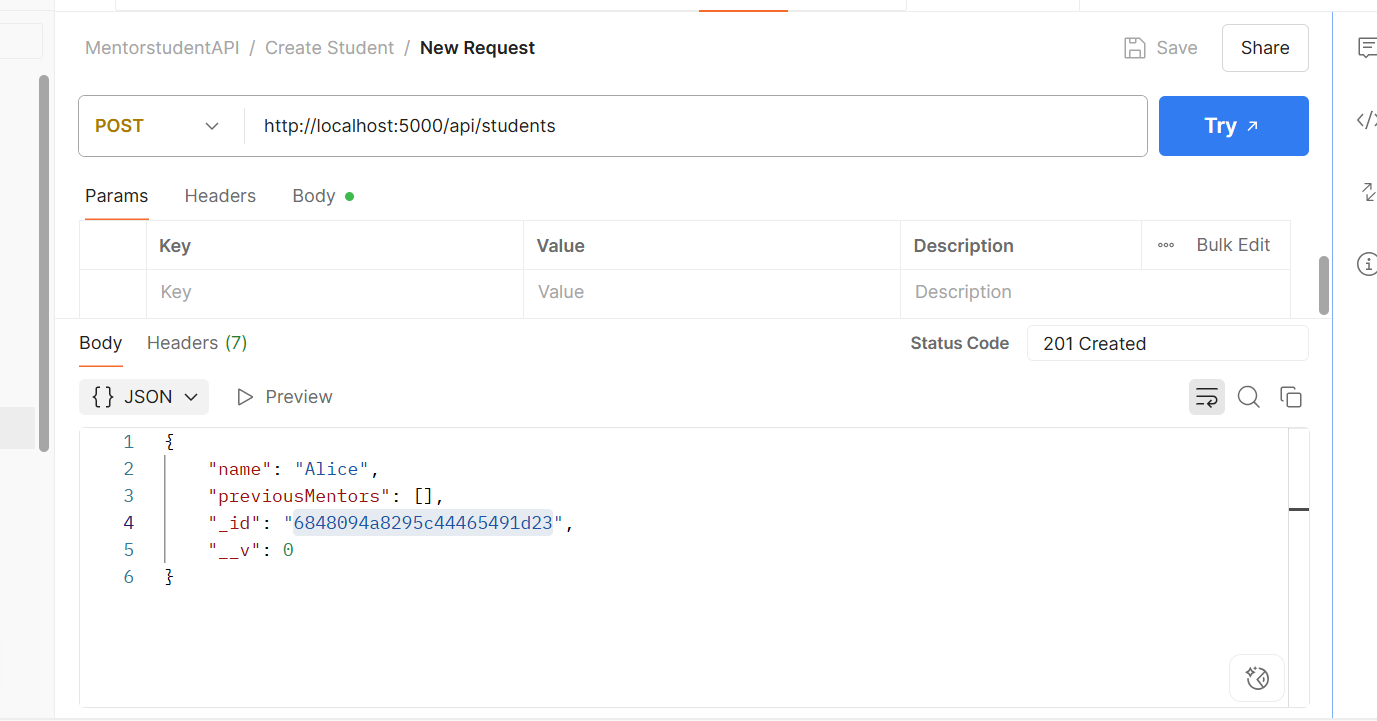 MentorstudentAPI / Create Student / New Request
Save
Share
POST
http://localhost:5000/api/students
Try
Params Headers Body
Key Value Description Bulk Edit
Key Value Description
Body Headers (7)
Status Code 201 Created
{} JSON Preview
1 {
2 "name": "Alice",
3 "previousMentors": [],
4 "_id": "6848094a8295c44465491d23",
5 "__v": 0
6 }